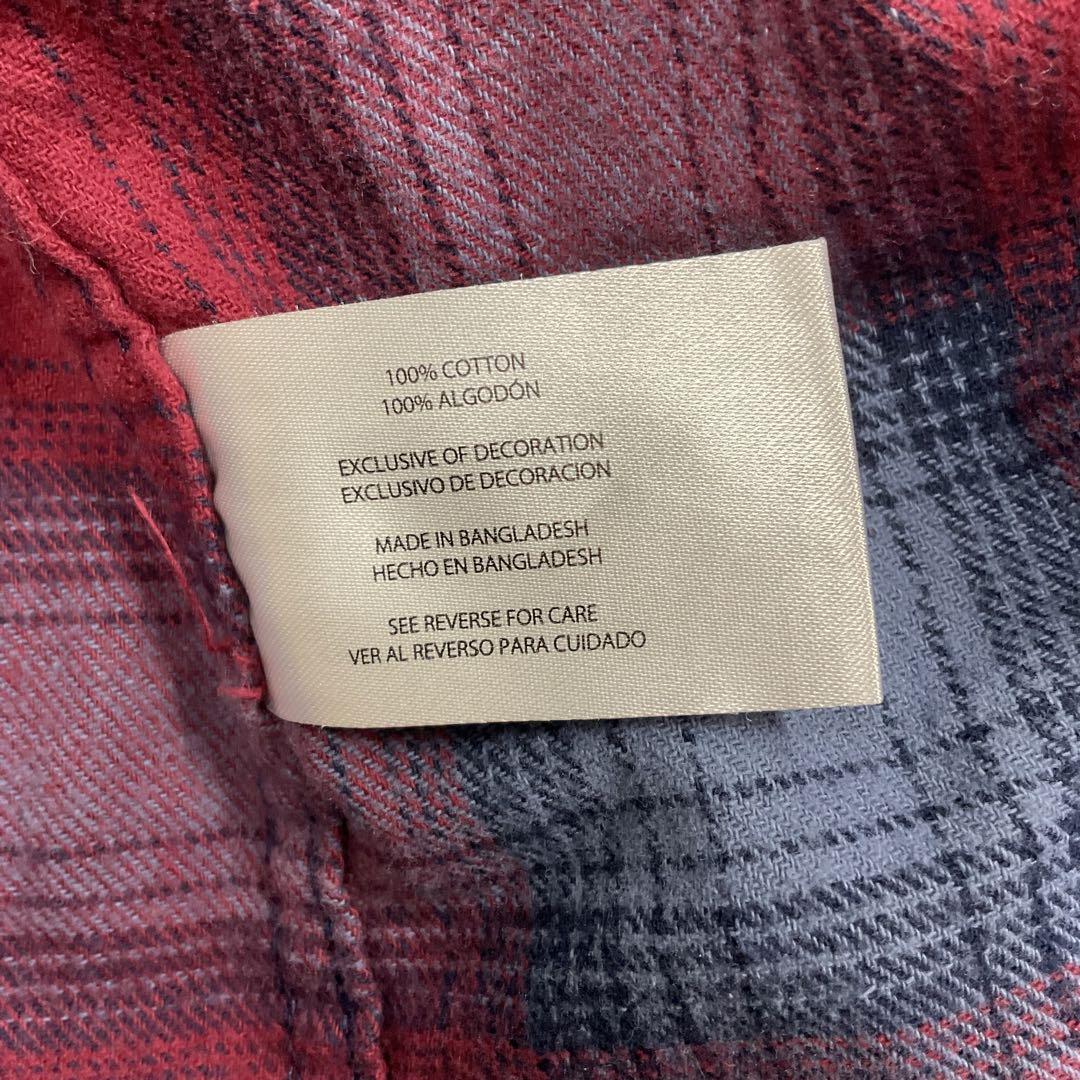 100% COTTON
100% ALGODÓN
EXCLUSIVE OF DECORATION
EXCLUSIVO DE DECORACION
MADE IN BANGLADESH
HECHO EN BANGLADESH
SEE REVERSE FOR CARE
VER AL REVERSO PARA CUIDADO